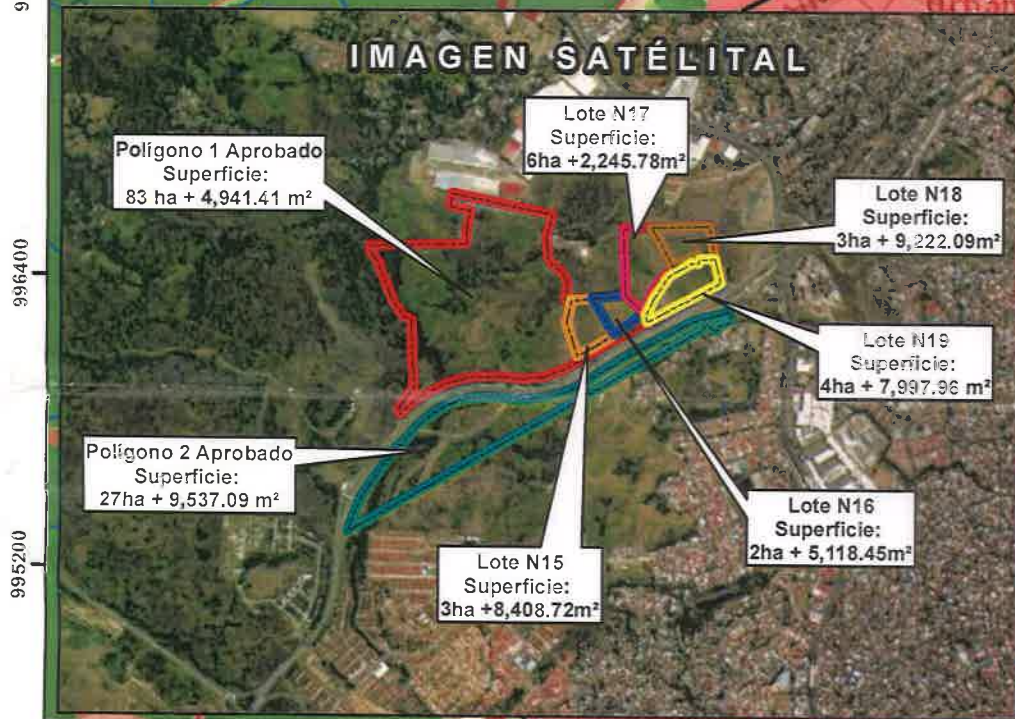 IMAGEN SATÉLITAL
Lote N17
Superficie:
6ha +2,245.78m²
Polígono 1 Aprobado
Superficie:
83 ha + 4,941.41 m²
Lote N18
Superficie:
3ha + 9,222.09m²
996400
Lote N19
Superficie:
4ha + 7,997.96 m²
Polígono 2 Aprobado
Superficie:
27ha + 9,537.09 m²
Lote N16
Superficie:
2ha + 5,118.45m²
995200
Lote N15
Superficie:
3ha +8,408.72m²